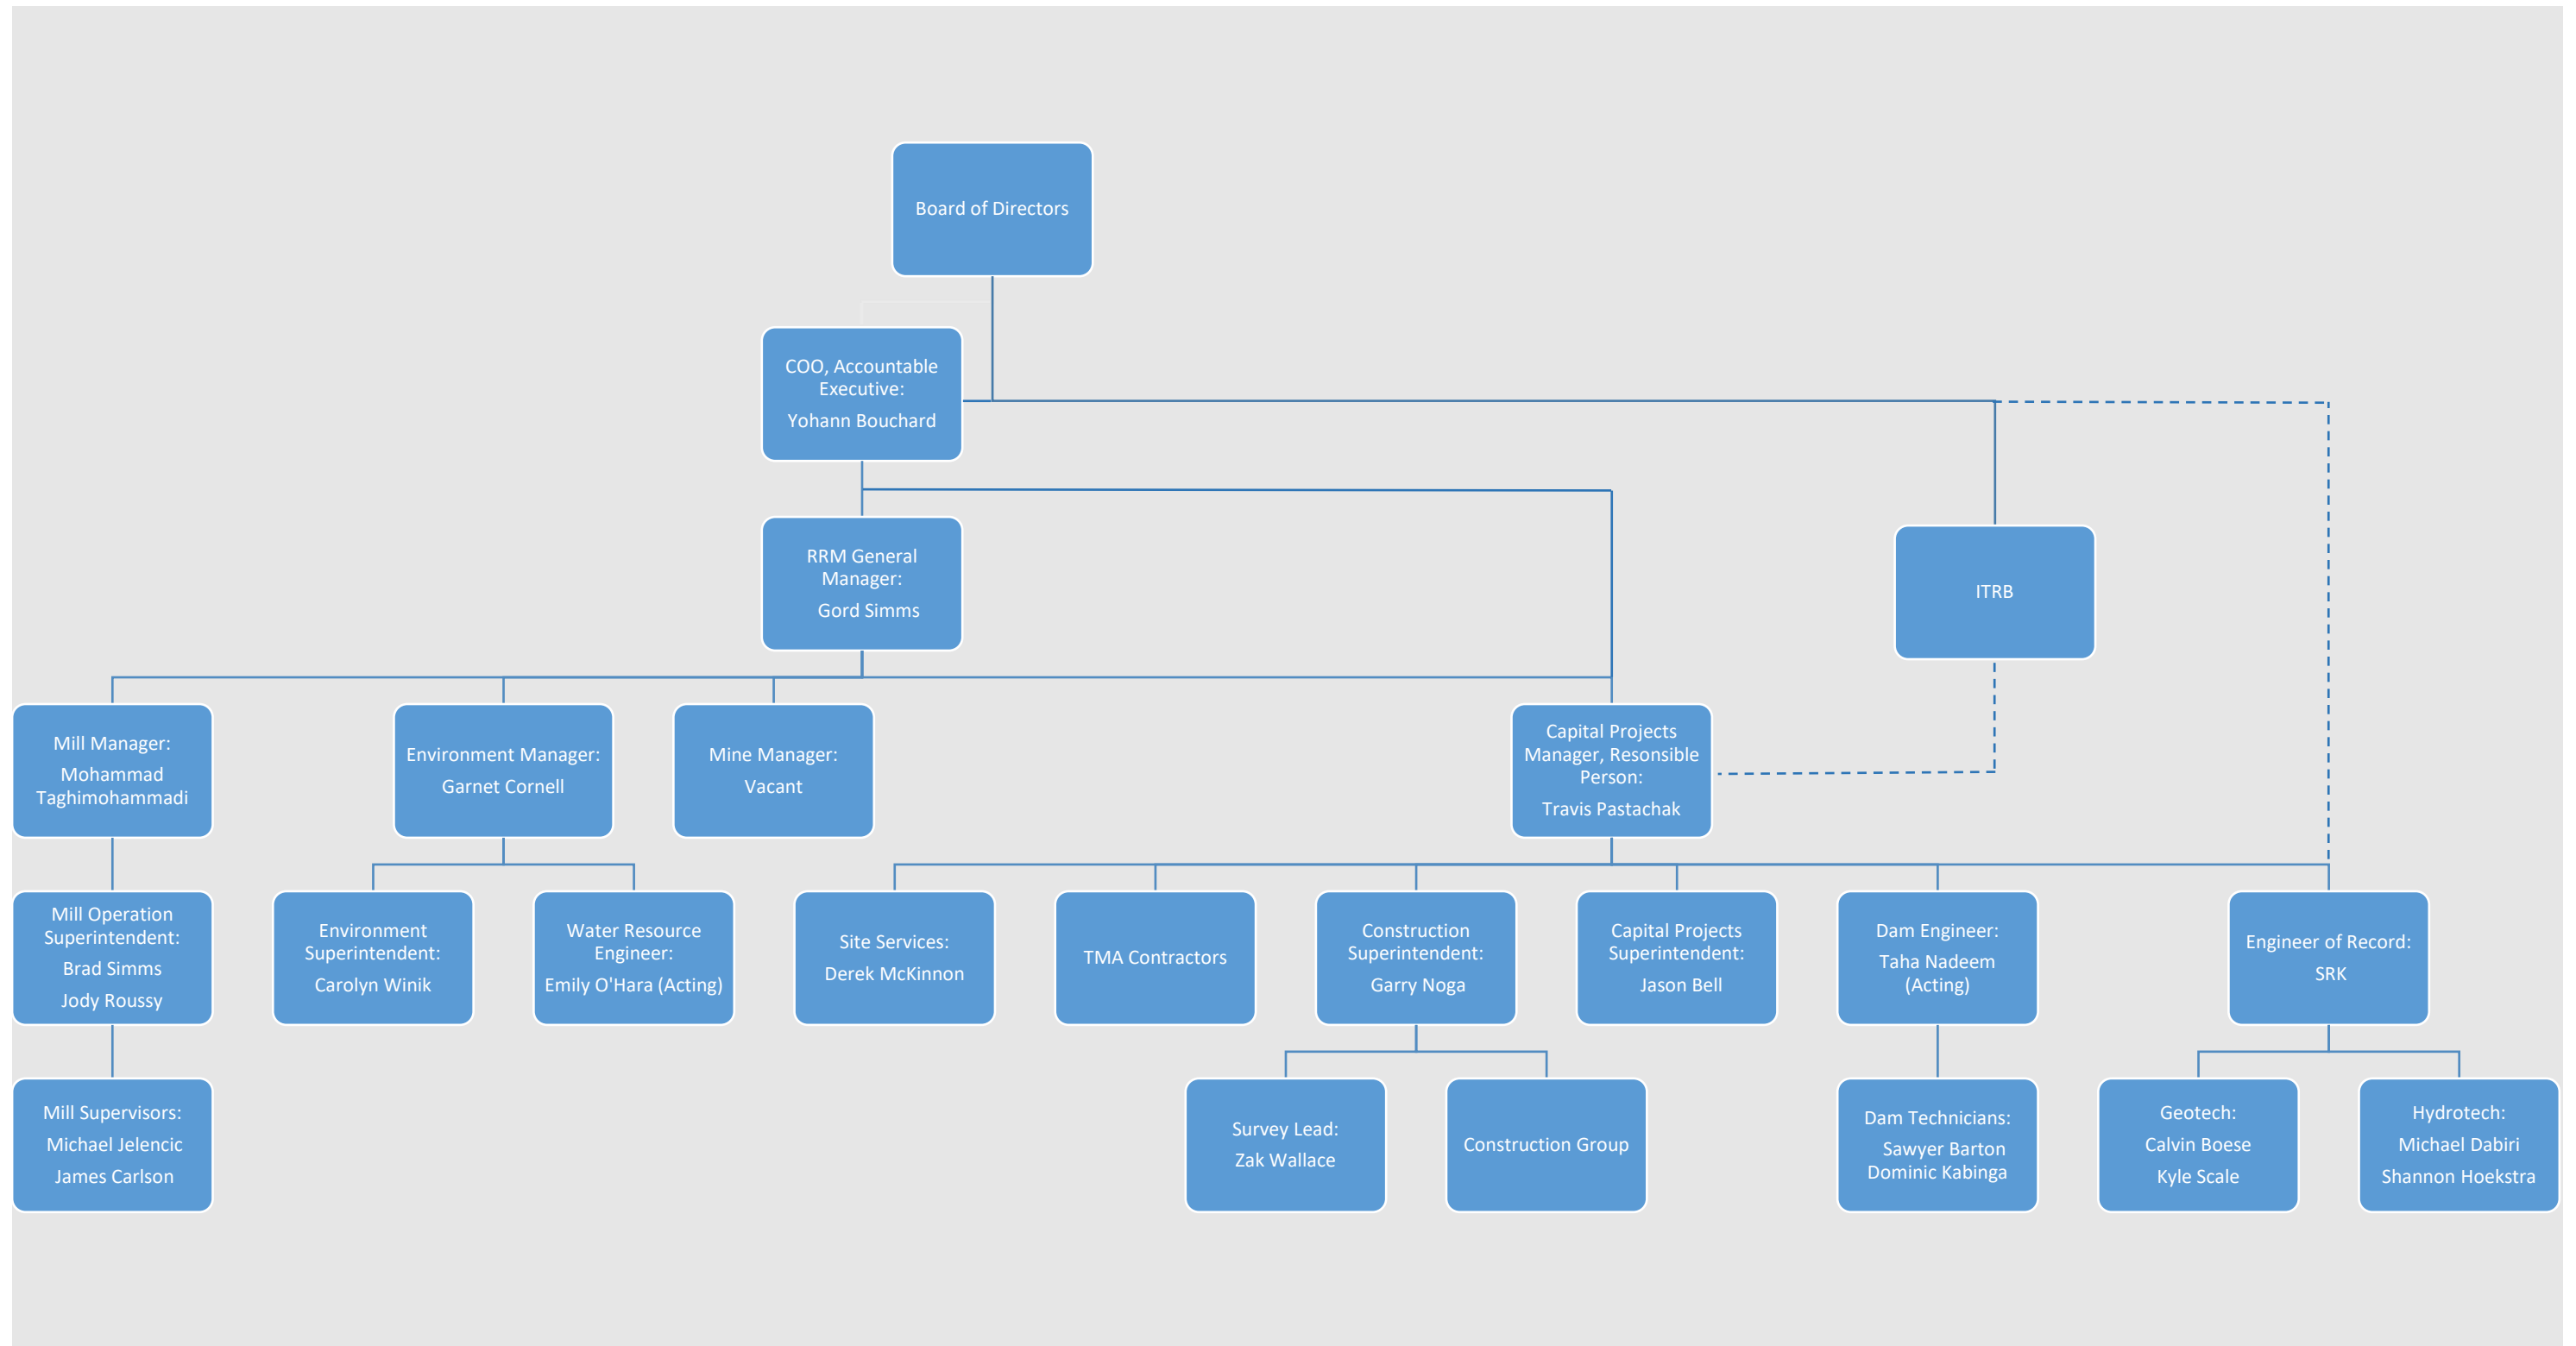 Board of Directors
COO, Accountable
Executive:
Yohann Bouchard
RRM General
Manager:
Gord Simms
ITRB
Mill Manager:
Mohammad
Taghimohammadi
Environment Manager:
Garnet Cornell
Mine Manager:
Vacant
Capital Projects
Manager, Resonsible
Person:
Travis Pastachak
Mill Operation
Superintendent:
Brad Simms
Jody Roussy
Environment
Superintendent:
Carolyn Winik
Water Resource
Engineer:
Emily O'Hara (Acting)
Site Services:
Derek McKinnon
TMA Contractors
Construction
Superintendent:
Garry Noga
Capital Projects
Superintendent:
Jason Bell
Dam Engineer:
Taha Nadeem
(Acting)
Engineer of Record:
SRK
Mill Supervisors:
Michael Jelencic
James Carlson
Survey Lead:
Zak Wallace
Construction Group
Dam Technicians:
Sawyer Barton
Dominic Kabinga
Geotech:
Calvin Boese
Kyle Scale
Hydrotech:
Michael Dabiri
Shannon Hoekstra